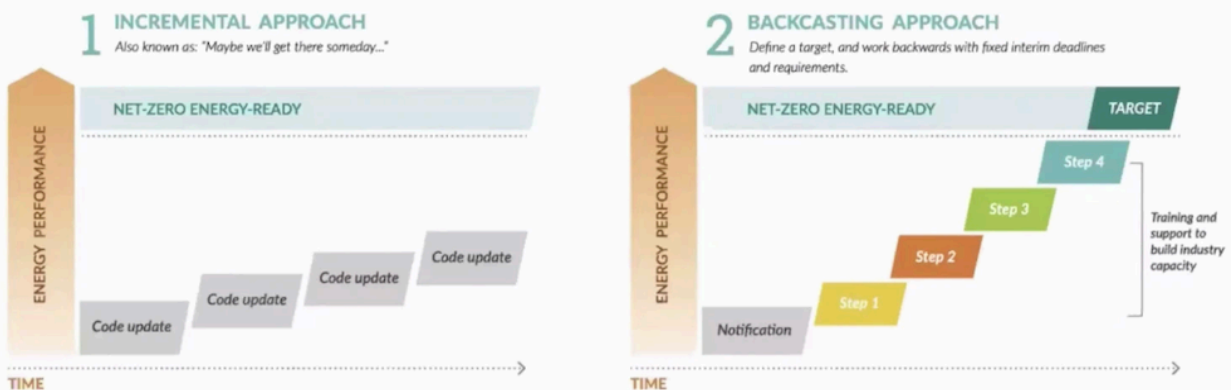 1 INCREMENTAL APPROACH
Also known as: "Maybe we'll get there someday..."
NET-ZERO ENERGY-READY
ENERGY PERFORMANCE
Code update
Code update
Code update
Code update
TIME
2 BACKCASTING APPROACH
Define a target, and work backwards with fixed interim deadlines
and requirements.
NET-ZERO ENERGY-READY
TARGET
ENERGY PERFORMANCE
Step 4
Step 3
Step 2
Step 1
Notification
Training and
support to
build industry
capacity
TIME